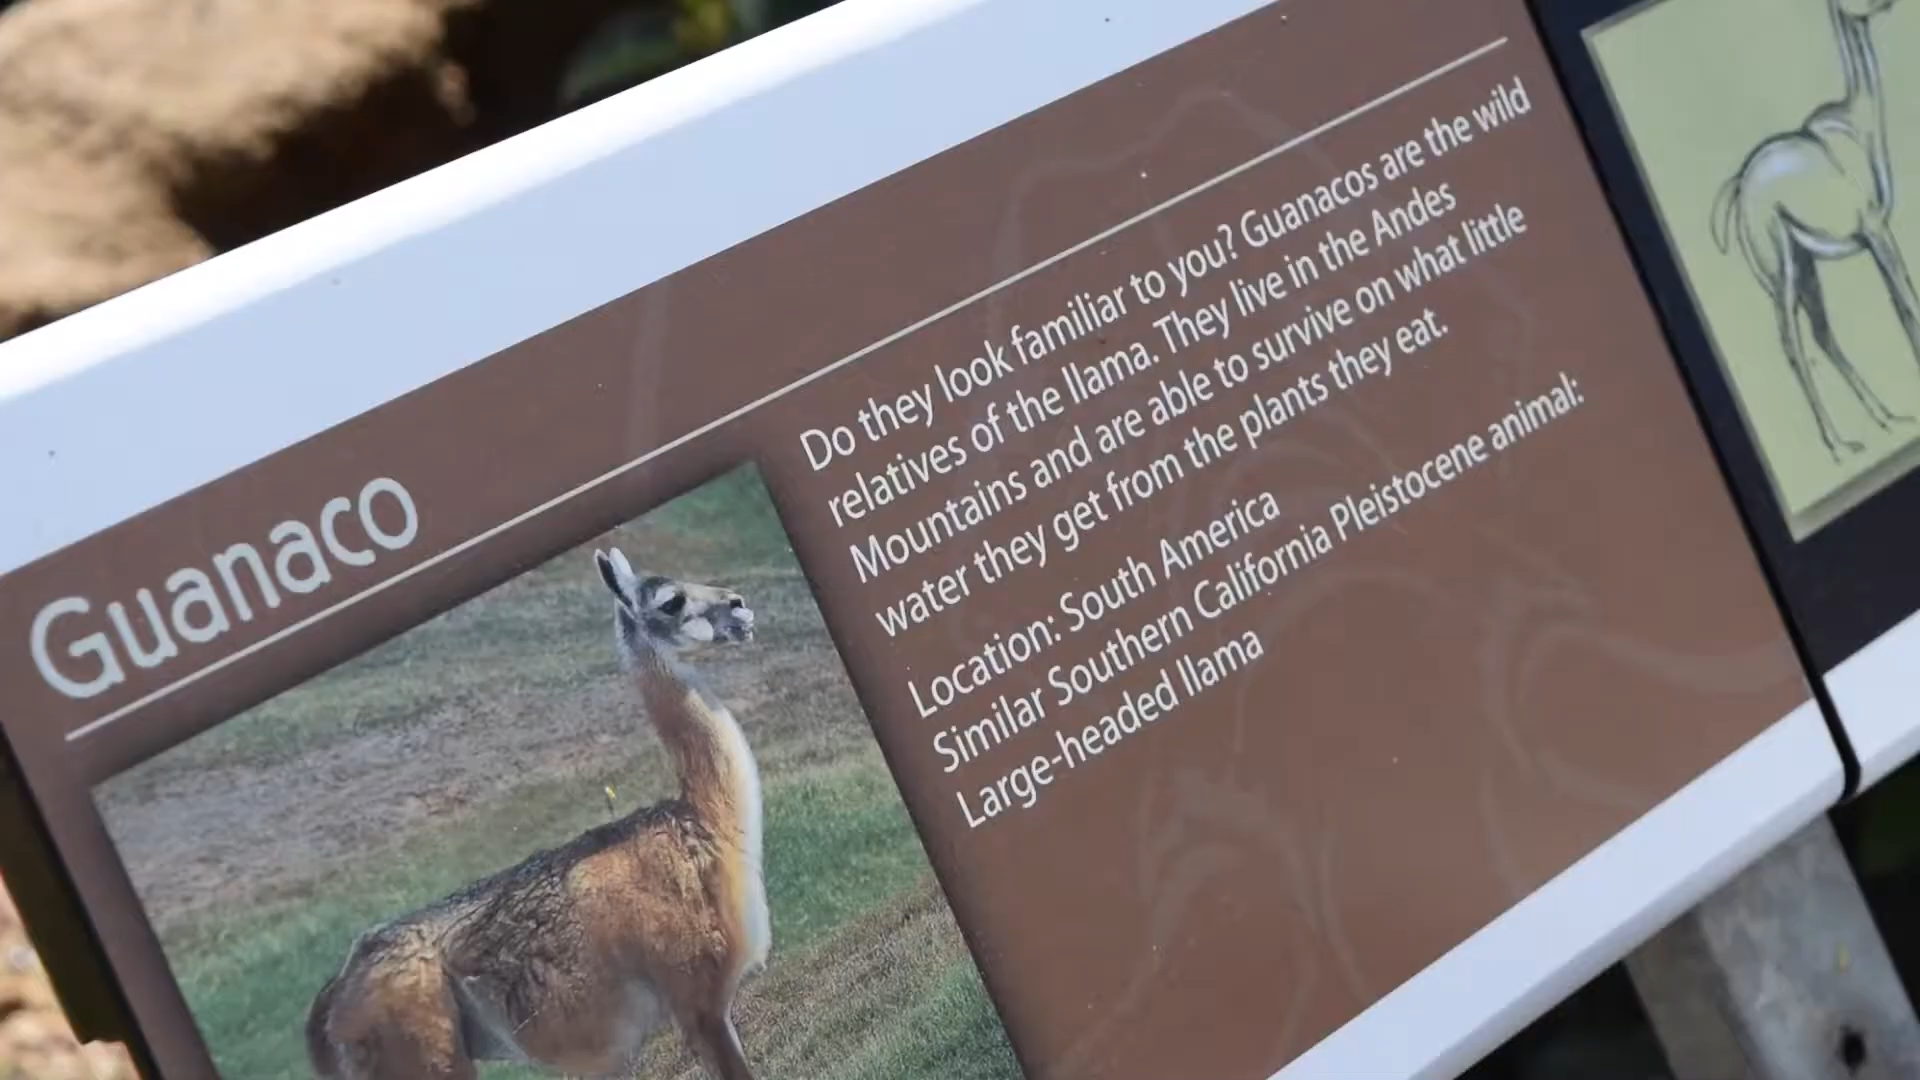 Guanaco
Do they look familiar to you? Guanacos are the wild
relatives of the llama. They live in the Andes
Mountains and are able to survive on what little
water they get from the plants they eat.
Location: South America
Similar Southern California Pleistocene animal:
Large-headed llama